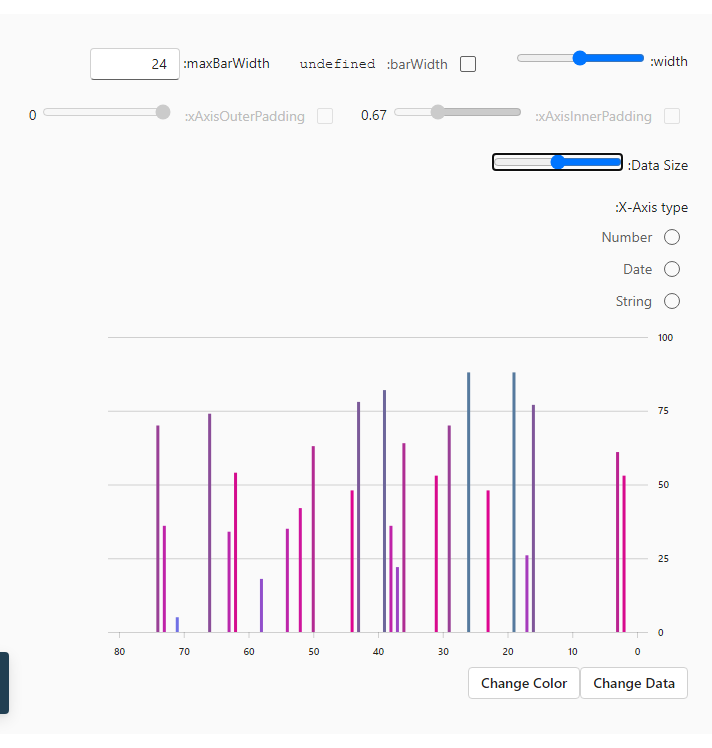 width:
barWidth: undefined
maxBarWidth: 24
xAxisInnerPadding: 0.67
xAxisOuterPadding: 0
Data Size:
X-Axis type:
Number
Date
String
100
75
50
25
0
80 70 60 50 40 30 20 10 0
Change Color Change Data